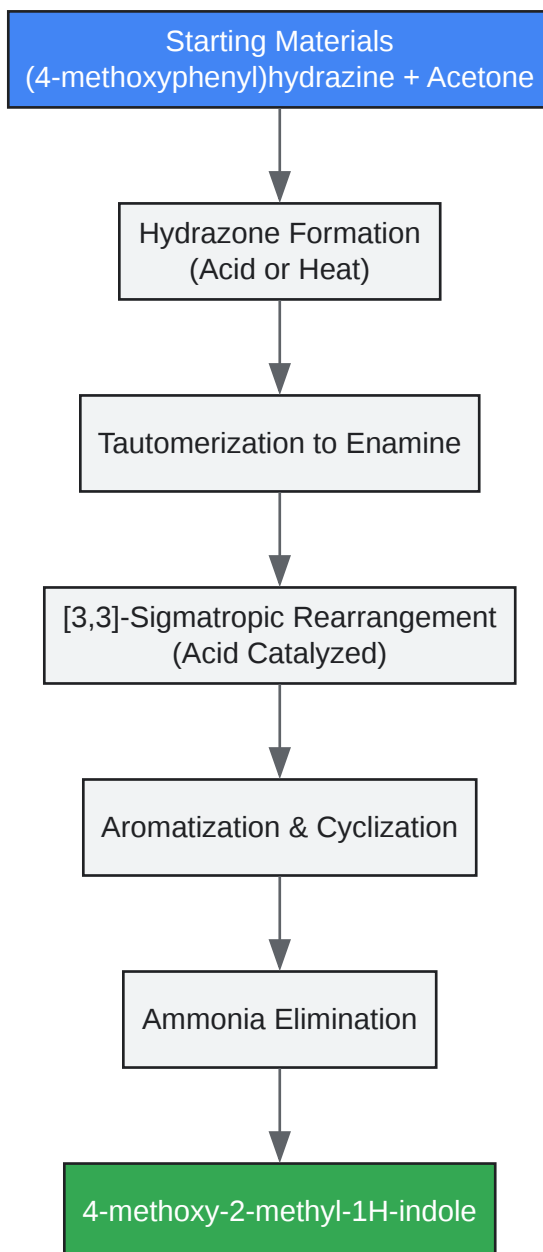 Starting Materials
(4-methoxyphenyl)hydrazine + Acetone
Hydrazone Formation
(Acid or Heat)
Tautomerization to Enamine
[3,3]-Sigmatropic Rearrangement
(Acid Catalyzed)
Aromatization & Cyclization
Ammonia Elimination
4-methoxy-2-methyl-1H-indole